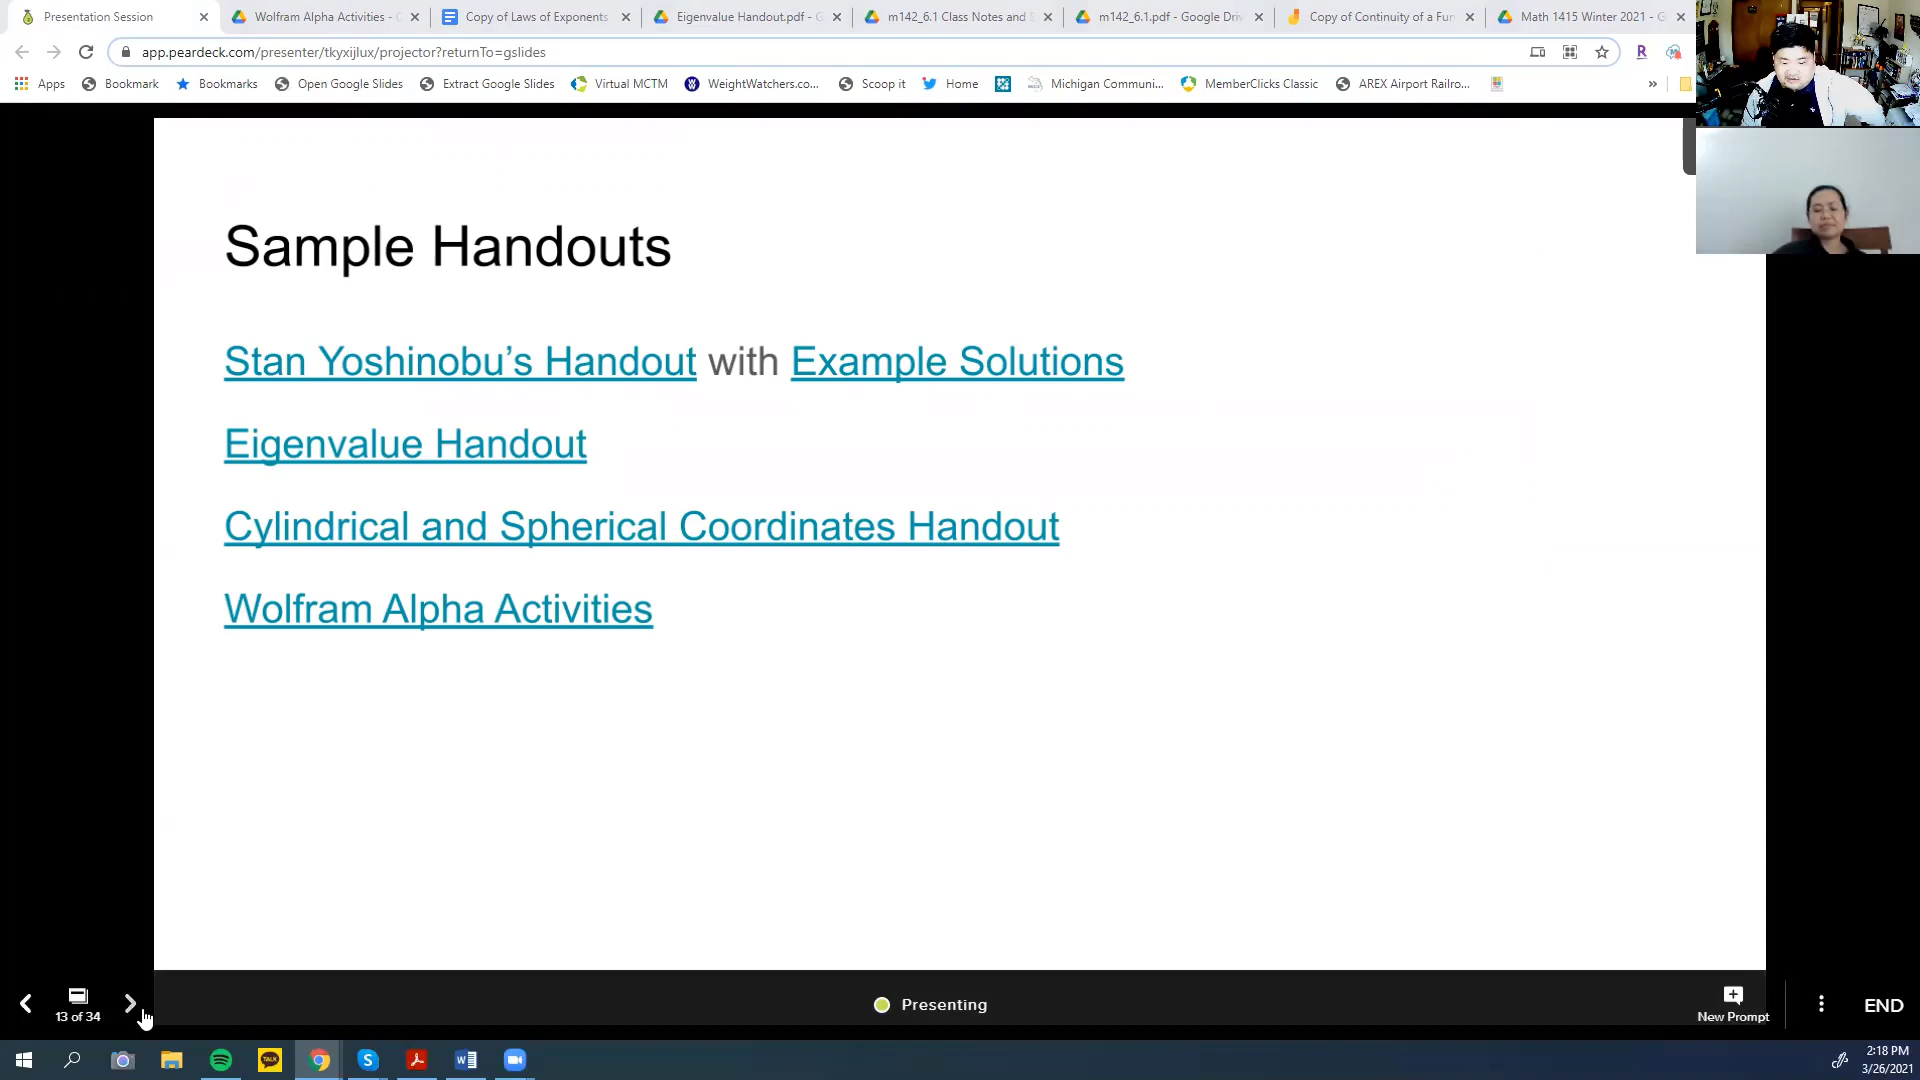 Presentation Session
Wolfram Alpha Activities -
Copy of Laws of Exponents
Eigenvalue Handout.pdf - G
m142_6.1 Class Notes and S
m142_6.1.pdf - Google Driv
Copy of Continuity of a Fun
Math 1415 Winter 2021 - G
app.peardeck.com/presenter/tkyxijlux/projector?returnTo=gslides
Apps
Bookmark
Bookmarks
Open Google Slides
Extract Google Slides
Virtual MCTM
WeightWatchers.co...
Scoop it
Home
Michigan Communi...
MemberClicks Classic
AREX Airport Railro...
»
Sample Handouts
Stan Yoshinobu’s Handout with Example Solutions
Eigenvalue Handout
Cylindrical and Spherical Coordinates Handout
Wolfram Alpha Activities
13 of 34
Presenting
New Prompt
END
TALK
2:18 PM
3/26/2021